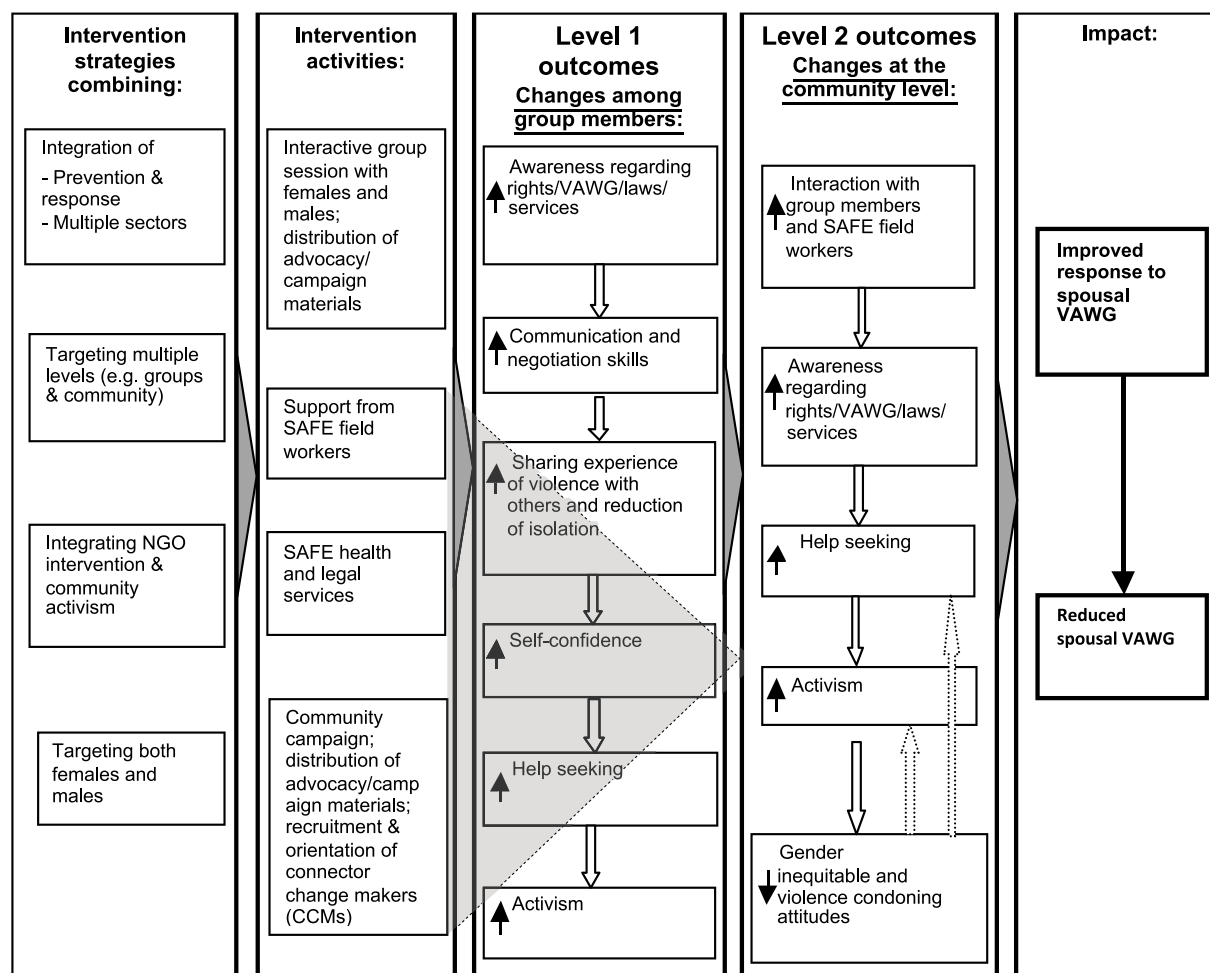 Intervention
strategies
combining:
Integration of
- Prevention &
response
- Multiple sectors
Targeting multiple
levels (e.g. groups
& community)
Integrating NGO
intervention &
community
activism
Targeting both
females and
males
Intervention
activities:
Interactive group
session with
females and
males;
distribution of
advocacy/
campaign
materials
Support from
SAFE field
workers
SAFE health
and legal
services
Community
campaign;
distribution of
advocacy/camp
aign materials;
recruitment &
orientation of
connector
change makers
(CCMs)
Level 1
outcomes
Changes among
group members:
Awareness regarding
rights/VAWG/laws/
services
Communication and
negotiation skills
Sharing experience
of violence with
others and reduction
of isolation
Self-confidence
Help seeking
Activism
Level 2 outcomes
Changes at the
community level:
Interaction with
group members
and SAFE field
workers
Awareness
regarding
rights/VAWG/laws/
services
Help seeking
Activism
Gender
inequitable and
violence condoning
attitudes
Impact:
Improved
response to
spousal
VAWG
Reduced
spousal VAWG